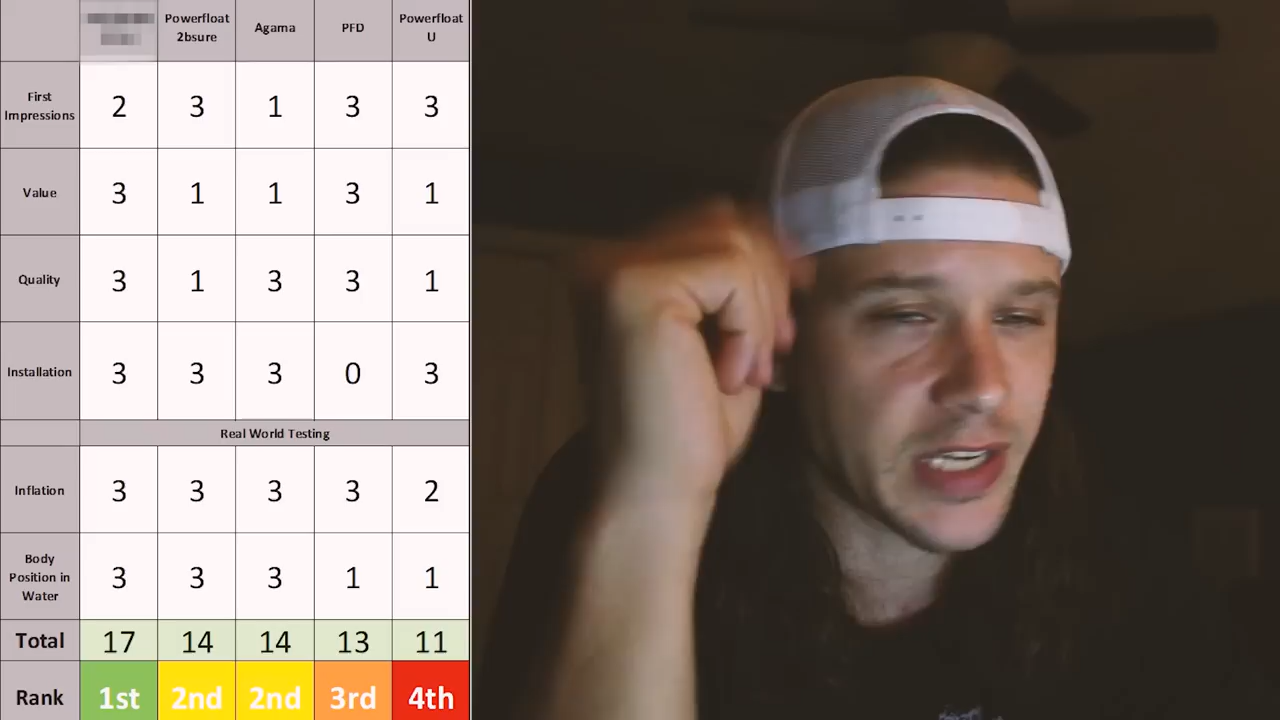 Powerfloat 2bsure Agama PFD Powerfloat U
First Impressions 2 3 1 3 3
Value 3 1 1 3 1
Quality 3 1 3 3 1
Installation 3 3 3 0 3
Real World Testing
Inflation 3 3 3 3 2
Body Position in Water 3 3 3 1 1
Total 17 14 14 13 11
Rank 1st 2nd 2nd 3rd 4th